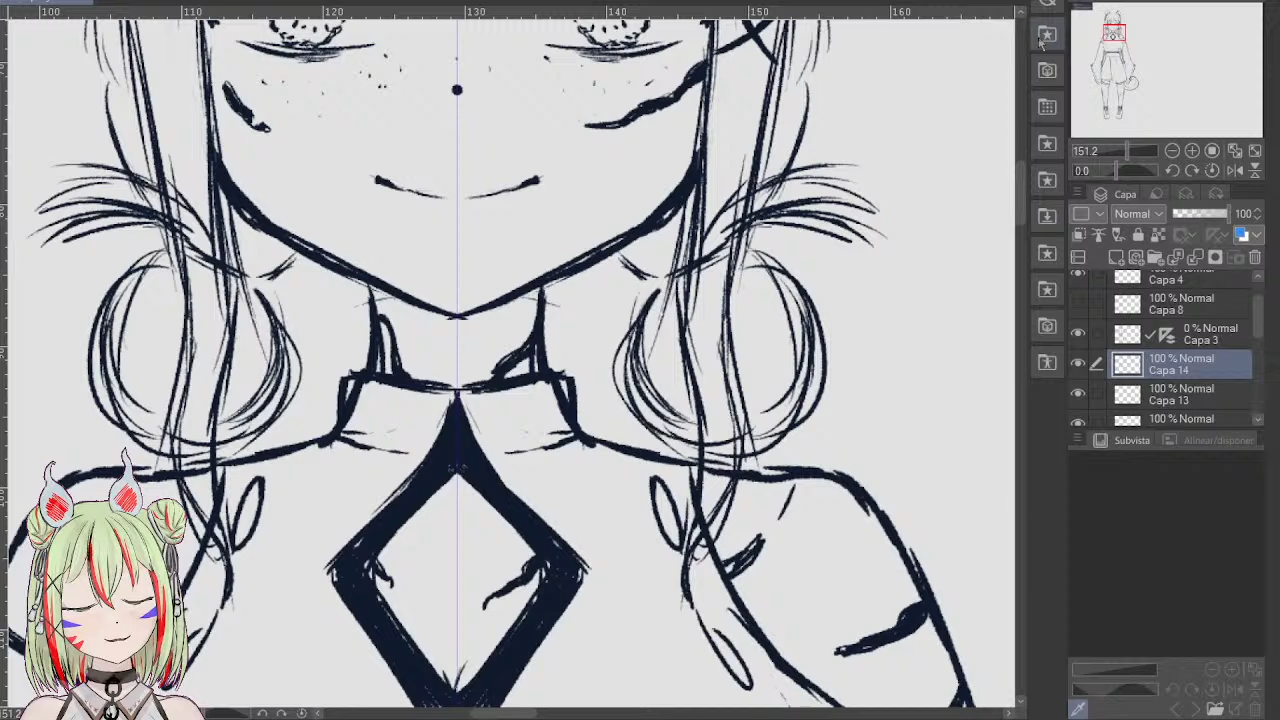 100 120 130 140 150 160
151.2
0.0
Capa
Normal 100
Capa 4
100 % Normal
Capa 8
0 % Normal
Capa 3
100 % Normal
Capa 14
100 % Normal
Capa 13
100 % Normal
Subvista Alinear/disponer